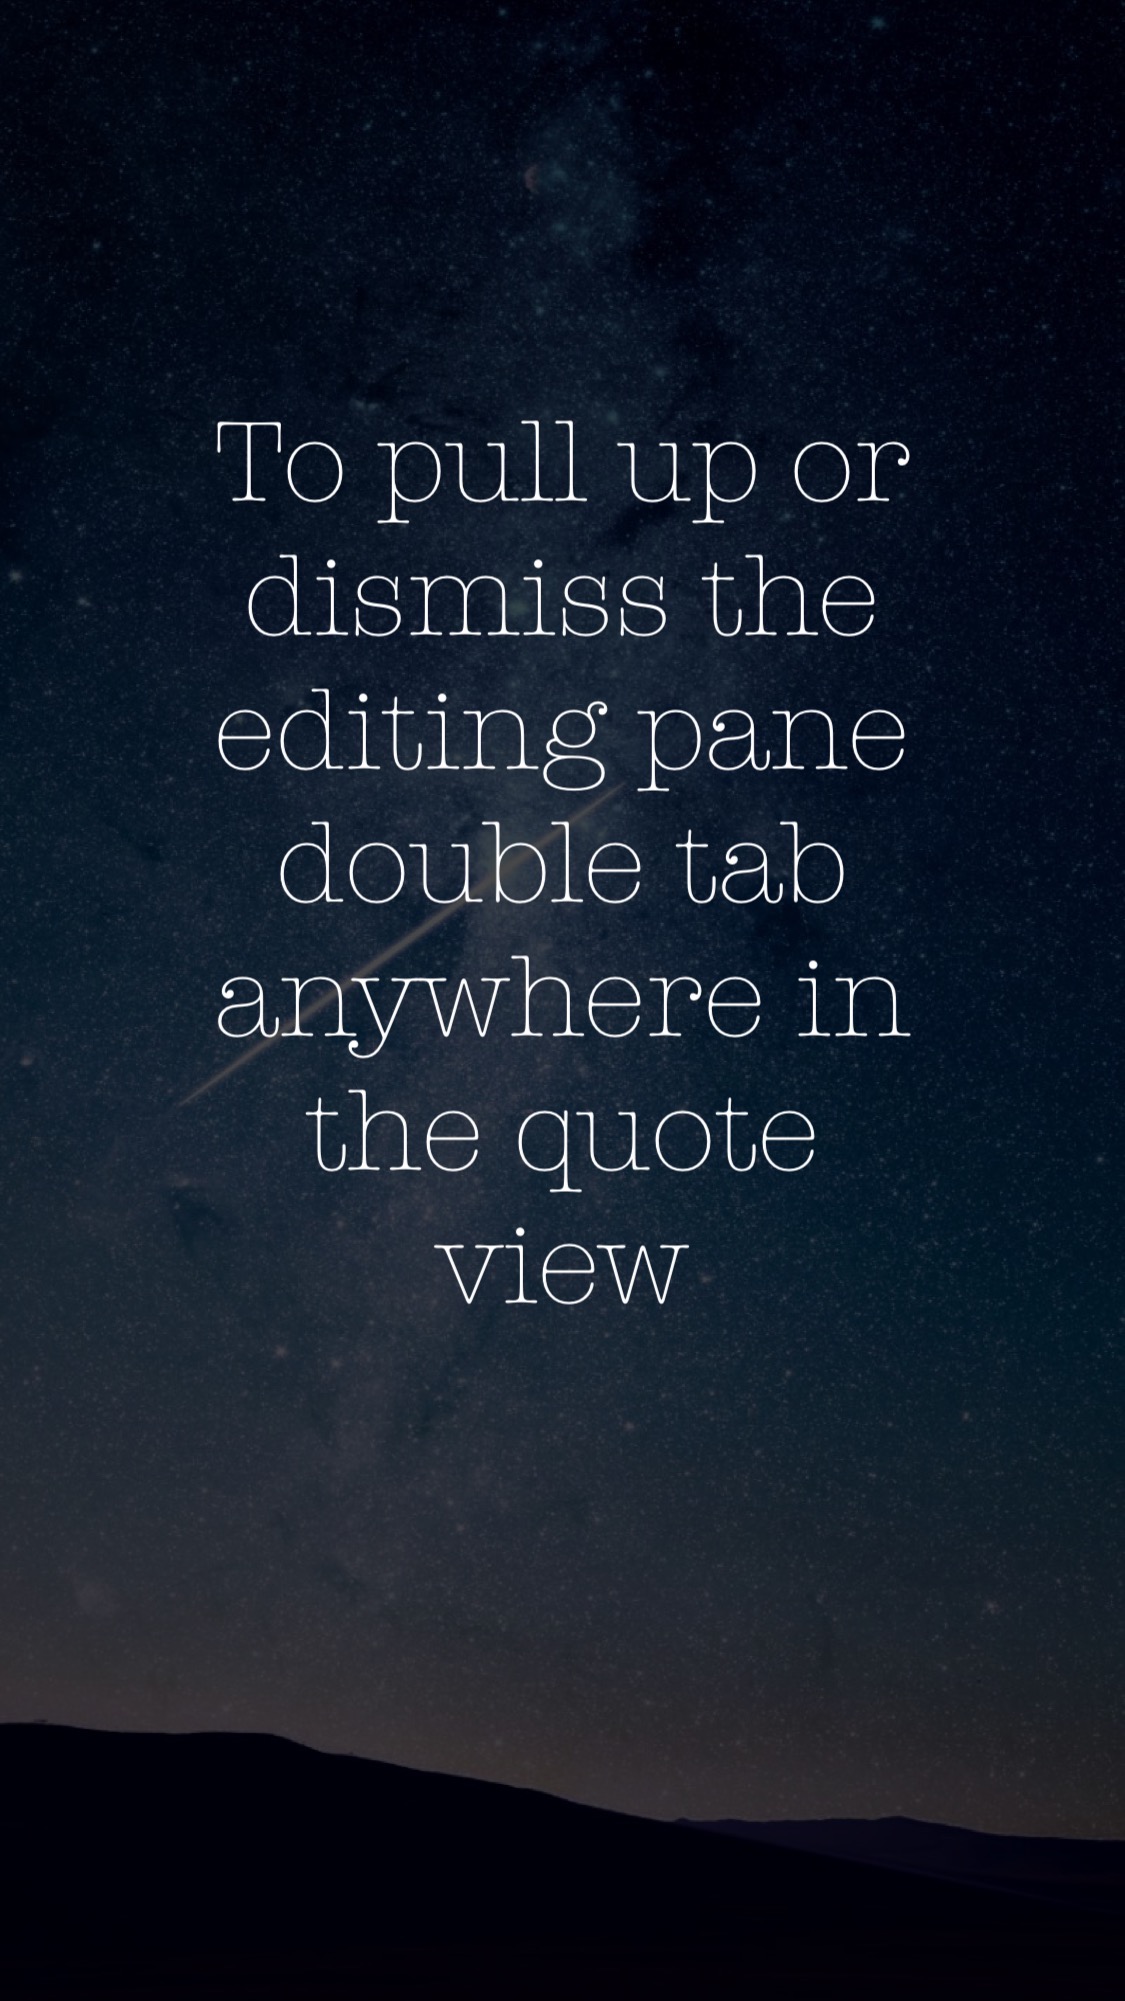 To pull up or
dismiss the
editing pane
double tab
anywhere in
the quote
view